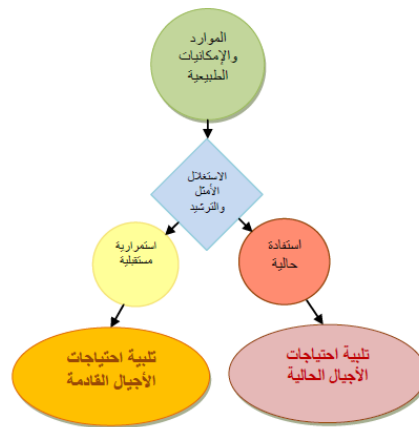 الموارد
والإمكانيات
الطبيعية
الاستغلال
الأمثل
والترشيد
استفادة
حالية
استمرارية
مستقبلية
تلبية احتياجات
الأجيال الحالية
تلبية احتياجات
الأجيال القادمة